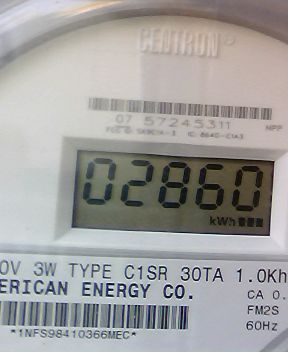 CENTRON®
07 57245311 MPP
02860
kWh
0V 3W TYPE C1SR 30TA 1.0Kh
ERICAN ENERGY CO. CA 0.
FM2S
*1NFS98410366MEC* 60Hz